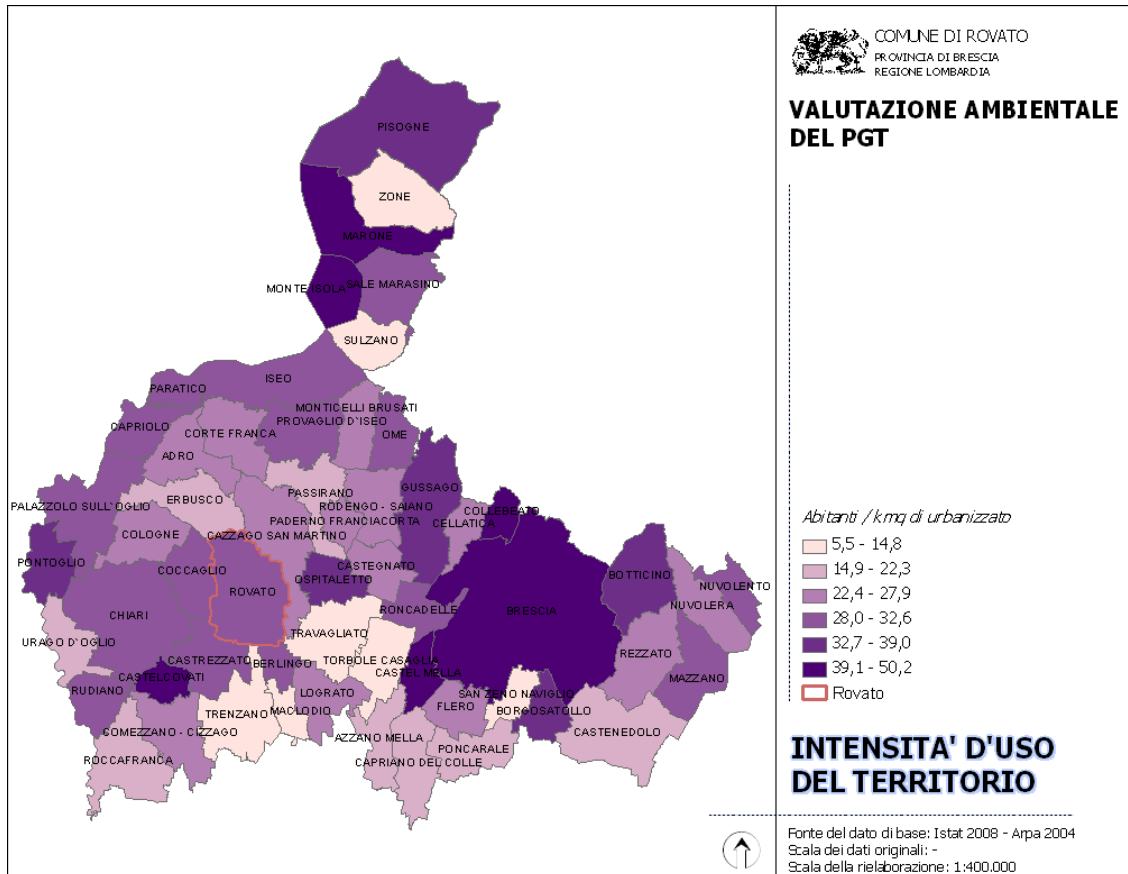 COMUNE DI ROVATO
PROVINCIA DI BRESCIA
REGIONE LOMBARDIA
VALUTAZIONE AMBIENTALE
DEL PGT
PISOGNE
ZONE
MARONE
MONTE ISOLA
SALE MARASINO
SULZANO
ISEO
PARATICO
MONTICELLI BRUSATI
PROVAGLIO D'ISEO
CAPRIOLO
CORTE FRANCA
OME
ADRO
GUSSAGO
PASSIRANO
ERBUSCO
PALAZZOLO SULL'OGLIO
RODENGO - SAIANO
COLLEBEATO
PADERNO FRANCIACORTA
CELLATICA
COLOGNE
CAZZAGO SAN MARTINO
PONTOGLIO
COCCAGLIO
CASTEGNATO
OSPITALETTO
BOTTICINO
NUVOLENTO
ROVATO
NUVOLERA
CHIARI
RONCADELLE
BRESCIA
TRAVAGLIATO
URAGO D'OGLIO
REZZATO
CASTREZZATO
BERLINGO
TORBOLE CASAGLIA
CASTELCOVATI
CASTEL MELLA
MAZZANO
RUDIANO
LOGRATO
SAN ZENO NAVIGLIO
TRENZANO
MACLODIO
FLERO
BORGOSATOLLO
COMEZZANO - CIZZAGO
AZZANO MELLA
CASTENEDOLO
PONCARALE
ROCCAFRANCA
CAPRIANO DEL COLLE
Abitanti / kmq di urbanizzato
5,5 - 14,8
14,9 - 22,3
22,4 - 27,9
28,0 - 32,6
32,7 - 39,0
39,1 - 50,2
Rovato
INTENSITA' D'USO
DEL TERRITORIO
Fonte del dato di base: Istat 2008 - Arpa 2004
Scala dei dati originali: -
Scala della rielaborazione: 1:400.000